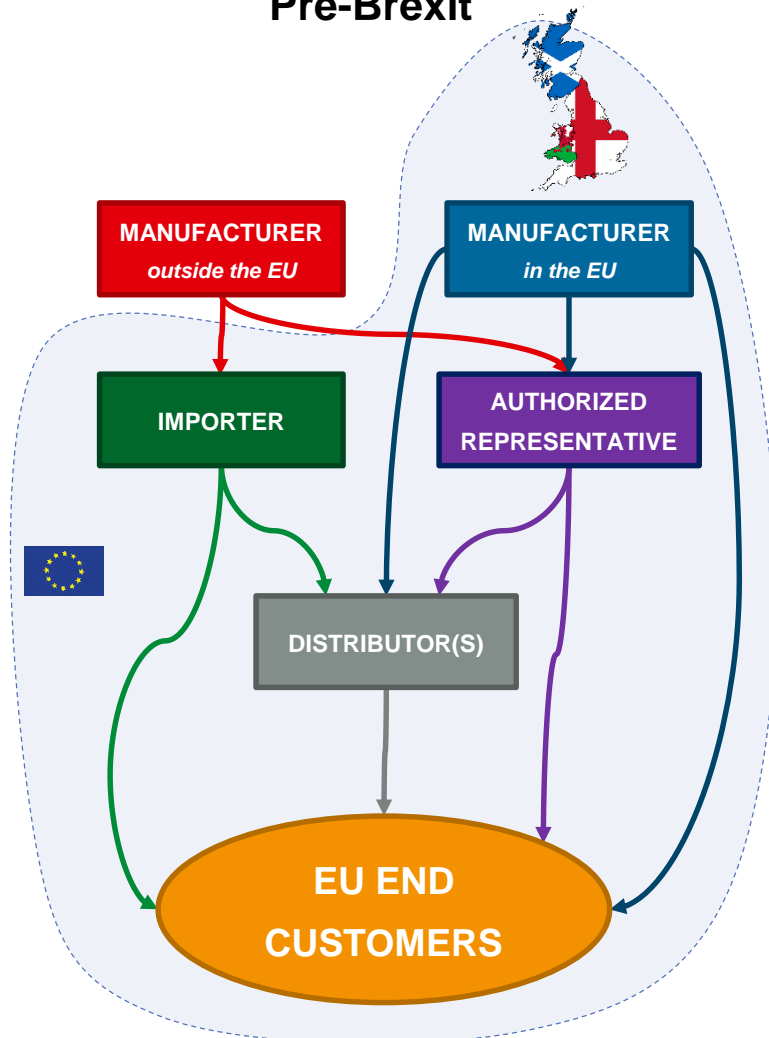 Pre-Brexit
MANUFACTURER
outside the EU
MANUFACTURER
in the EU
IMPORTER
AUTHORIZED
REPRESENTATIVE
DISTRIBUTOR(S)
EU END
CUSTOMERS